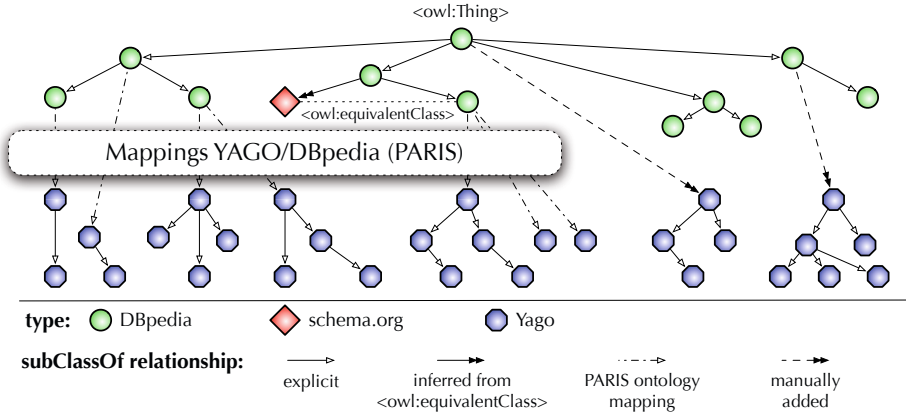 <owl:Thing>
<owl:equivalentClass>
Mappings YAGO/DBpedia (PARIS)
type: DBpedia schema.org Yago
subClassOf relationship:
explicit
inferred from
<owl:equivalentClass>
PARIS ontology
mapping
manually
added